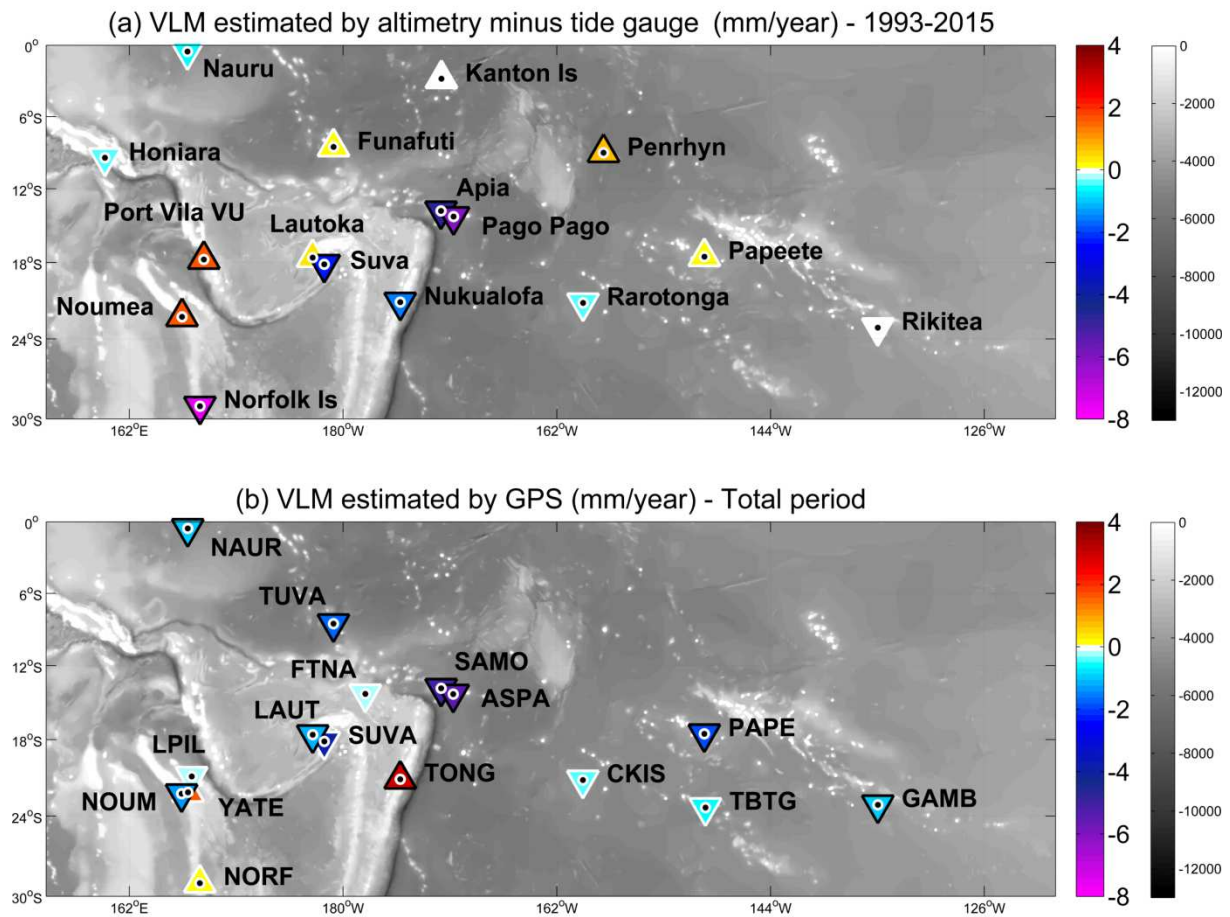 (a) VLM estimated by altimetry minus tide gauge (mm/year) - 1993-2015
0°
6°S
12°S
18°S
24°S
30°S
162°E
180°W
162°W
144°W
126°W
Nauru
Kanton Is
Funafuti
Honiara
Penrhyn
Apia
Port Vila VU
Lautoka
Pago Pago
Suva
Papeete
Nukualofa
Rarotonga
Noumea
Rikitea
Norfolk Is
4
2
0
-2
-4
-6
-8
0
-2000
-4000
-6000
-8000
-10000
-12000
(b) VLM estimated by GPS (mm/year) - Total period
0°
6°S
12°S
18°S
24°S
30°S
162°E
180°W
162°W
144°W
126°W
NAUR
TUVA
FTNA
SAMO
ASPA
LAUT
SUVA
PAPE
LPIL
TONG
CKIS
NOUM
YATE
TBTG
GAMB
NORF
4
2
0
-2
-4
-6
-8
0
-2000
-4000
-6000
-8000
-10000
-12000